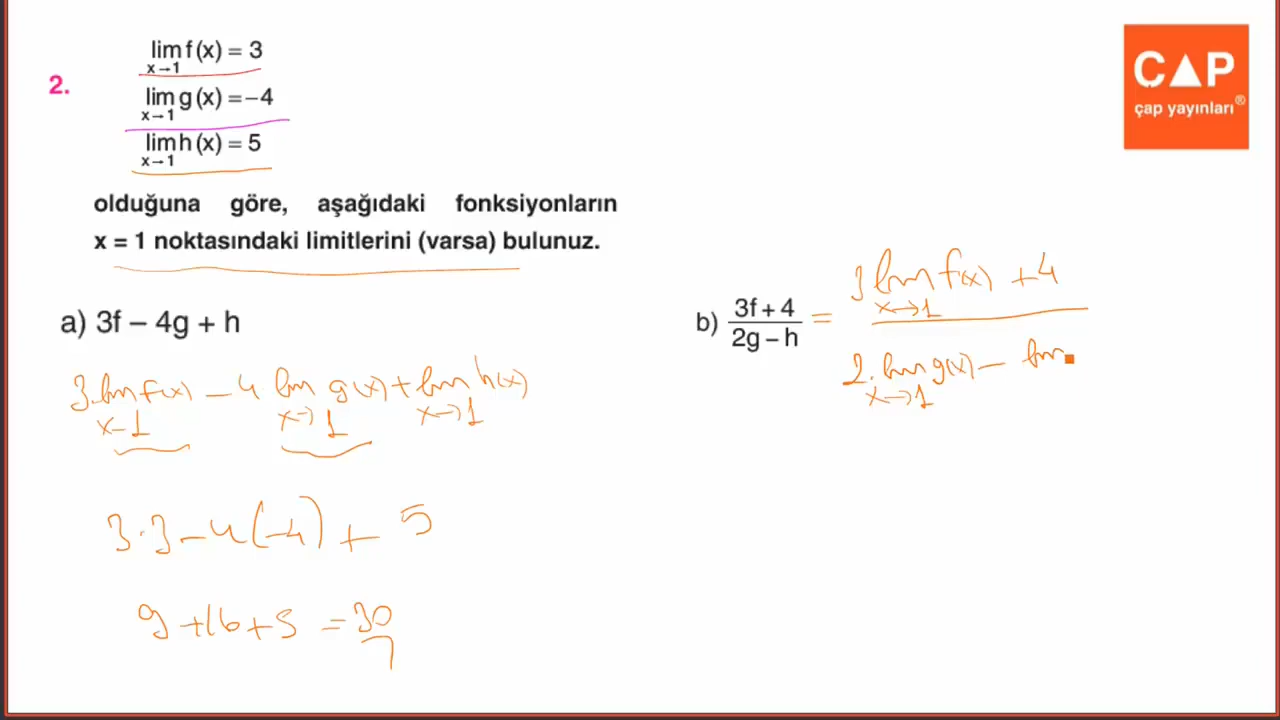 2.
lim f(x) = 3
x→1
lim g(x) = −4
x→1
lim h(x) = 5
x→1
olduğuna göre, aşağıdaki fonksiyonların
x = 1 noktasındaki limitlerini (varsa) bulunuz.
a) 3f − 4g + h
3.lim f(x) − 4.lim g(x) + lim h(x)
x→1 x→1 x→1
3.3 − 4(−4) + 5
9 + 16 + 5 = 30
ÇAP
çap yayınları®
b) 3f + 4 / 2g − h =
3 lim f(x) + 4
x→1
2. lim g(x) − lim
x→1